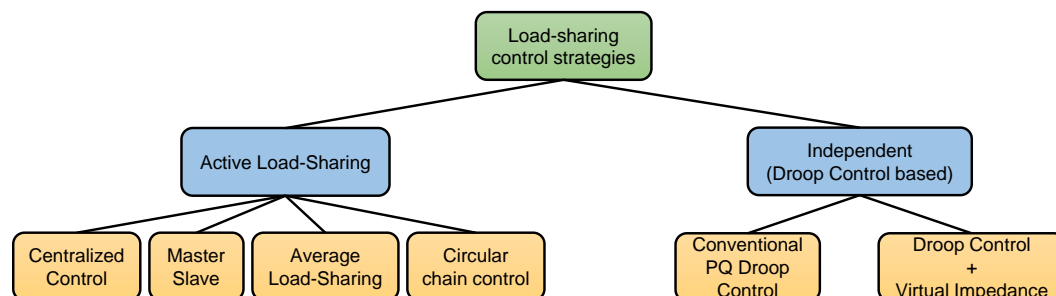 Load-sharing
control strategies
Active Load-Sharing
Independent
(Droop Control based)
Centralized
Control
Master
Slave
Average
Load-Sharing
Circular
chain control
Conventional
PQ Droop
Control
Droop Control
+
Virtual Impedance